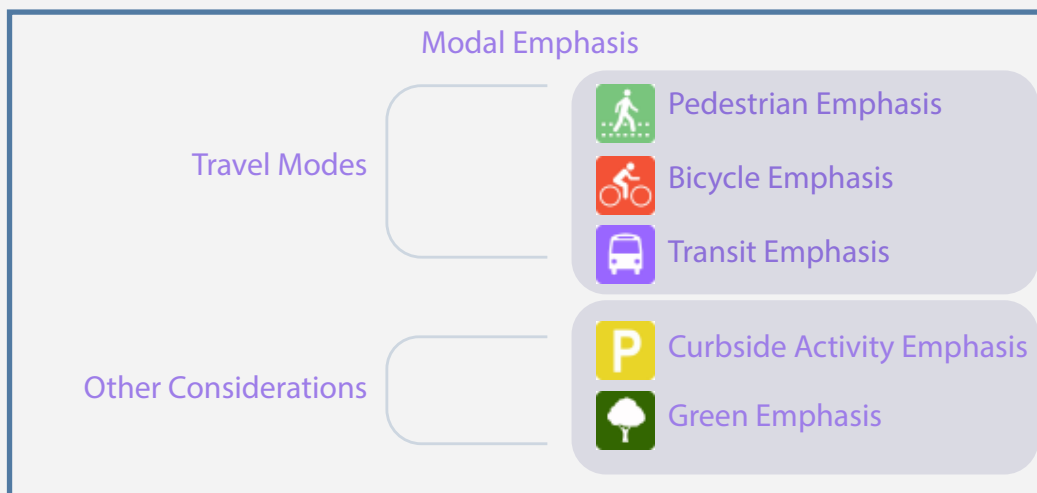 Modal Emphasis
Travel Modes
Pedestrian Emphasis
Bicycle Emphasis
Transit Emphasis
Other Considerations
P
Curbside Activity Emphasis
Green Emphasis